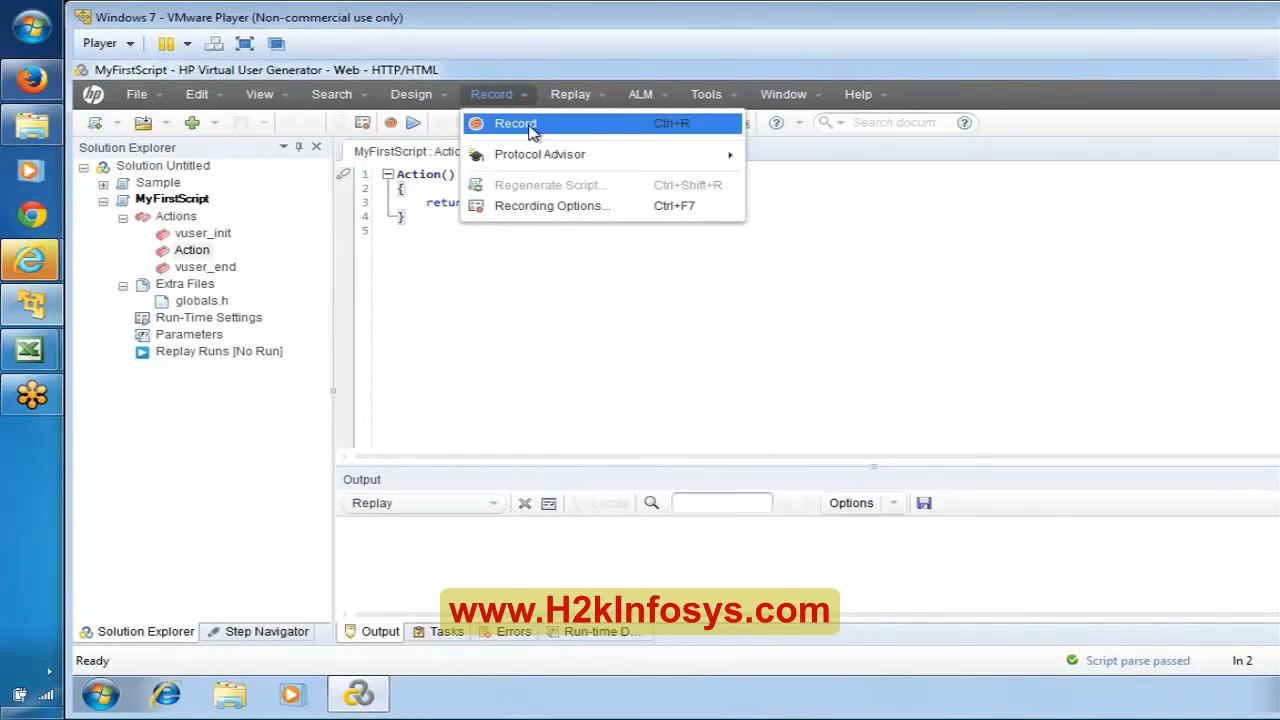 Windows 7 - VMware Player (Non-commercial use only)
Player
MyFirstScript - HP Virtual User Generator - Web - HTTP/HTML
hp File Edit View Search Design Record Replay ALM Tools Window Help
Search docum
Record Ctrl+R
Protocol Advisor
Regenerate Script... Ctrl+Shift+R
Recording Options... Ctrl+F7
Solution Explorer
Solution Untitled
Sample
MyFirstScript
Actions
vuser_init
Action
vuser_end
Extra Files
globals.h
Run-Time Settings
Parameters
Replay Runs [No Run]
MyFirstScript : Actio
1 Action()
2 {
3 retur
4 }
5
Output
Replay Locate Options
www.H2kInfosys.com
Solution Explorer Step Navigator Output Tasks Errors Run-time D...
Ready Script parse passed ln 2